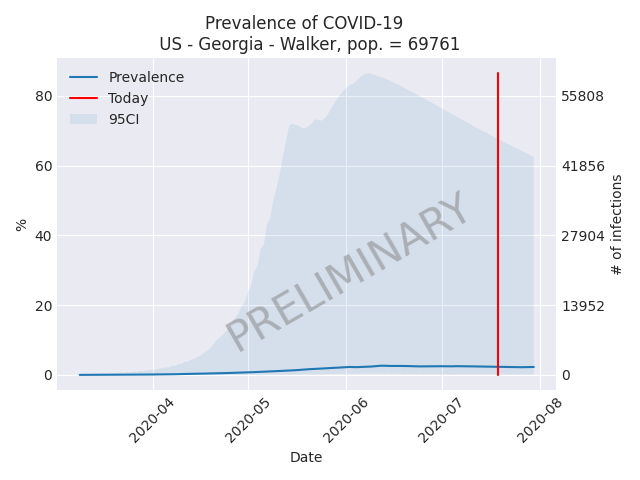 Prevalence of COVID-19
US - Georgia - Walker, pop. = 69761
Prevalence
Today
95CI
80
60
40
20
0
%
55808
41856
27904
13952
0
# of infections
PRELIMINARY
2020-04
2020-05
2020-06
2020-07
2020-08
Date